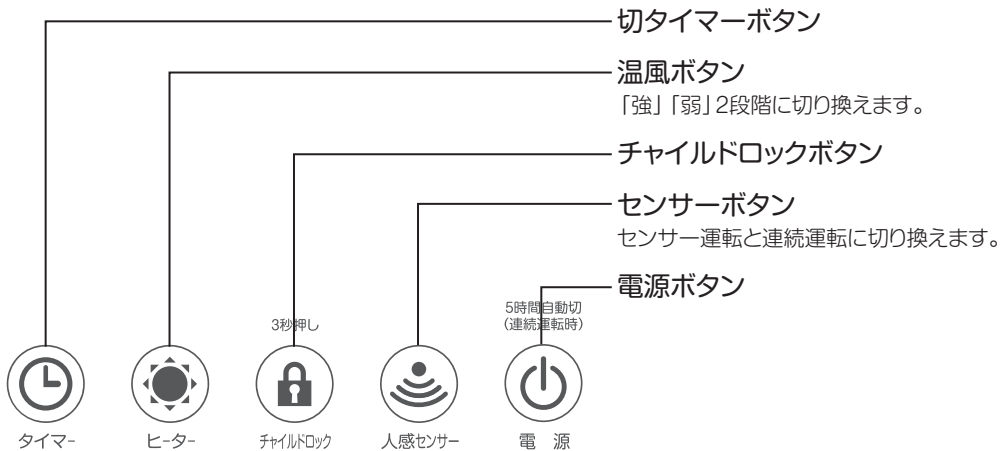 切タイマーボタン
温風ボタン
「強」「弱」2段階に切り換えます。
チャイルドロックボタン
センサーボタン
センサー運転と連続運転に切り換えます。
電源ボタン
5時間自動切
（連続運転時）
3秒押し
タイマー
ヒーター
チャイルドロック
人感センサー
電 源